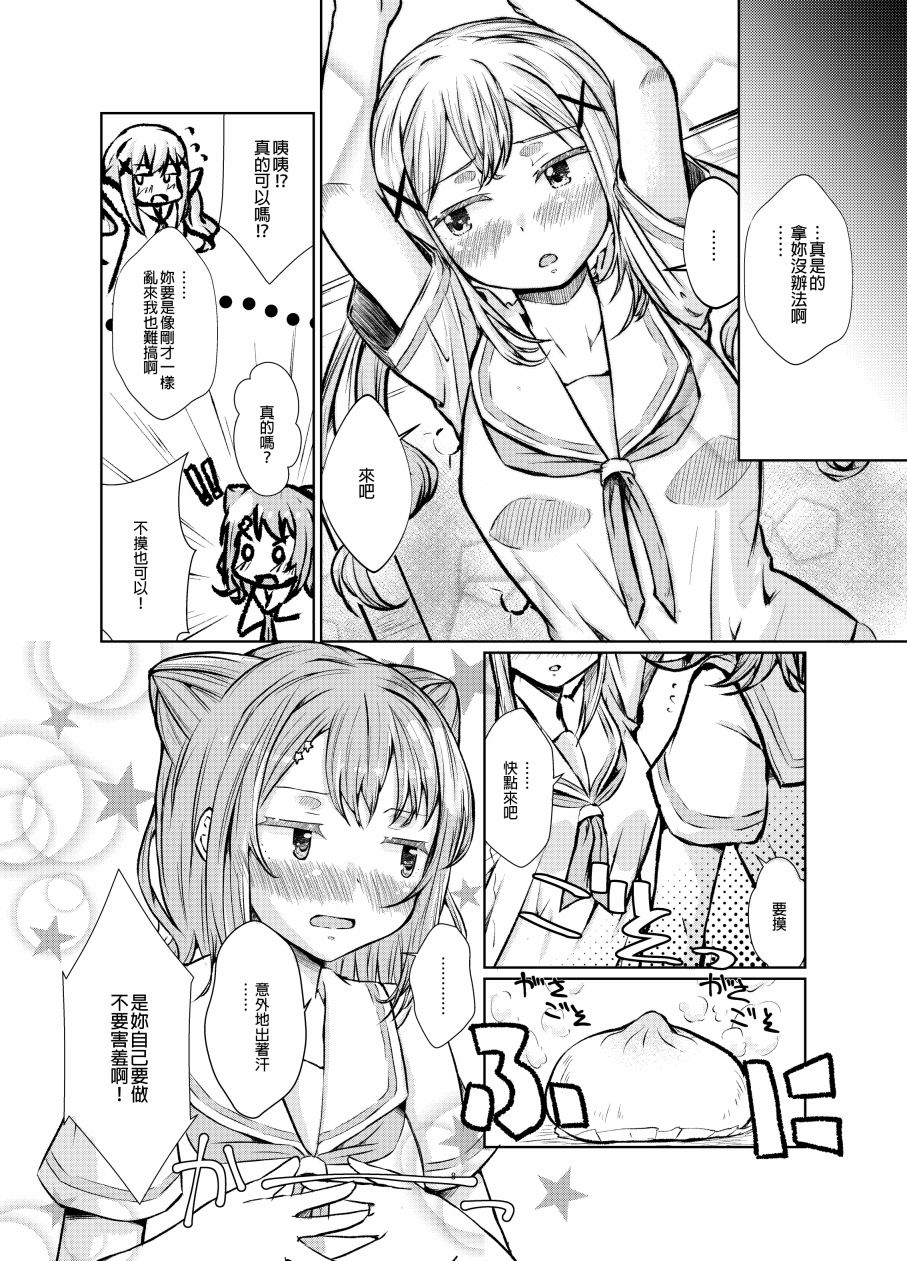 …真是的
拿妳沒辦法啊
……
……
來吧
咦咦!?
真的可以嗎!?
……
妳要是像剛才一樣
亂來我也難搞啊
真的嗎？
!!
不摸也可以！
要摸
……
快點來吧
がさ
ごそ
がさ
ごそ
ふに
……
意外地出著汗
……
是妳自己要做
不要害羞啊！
8